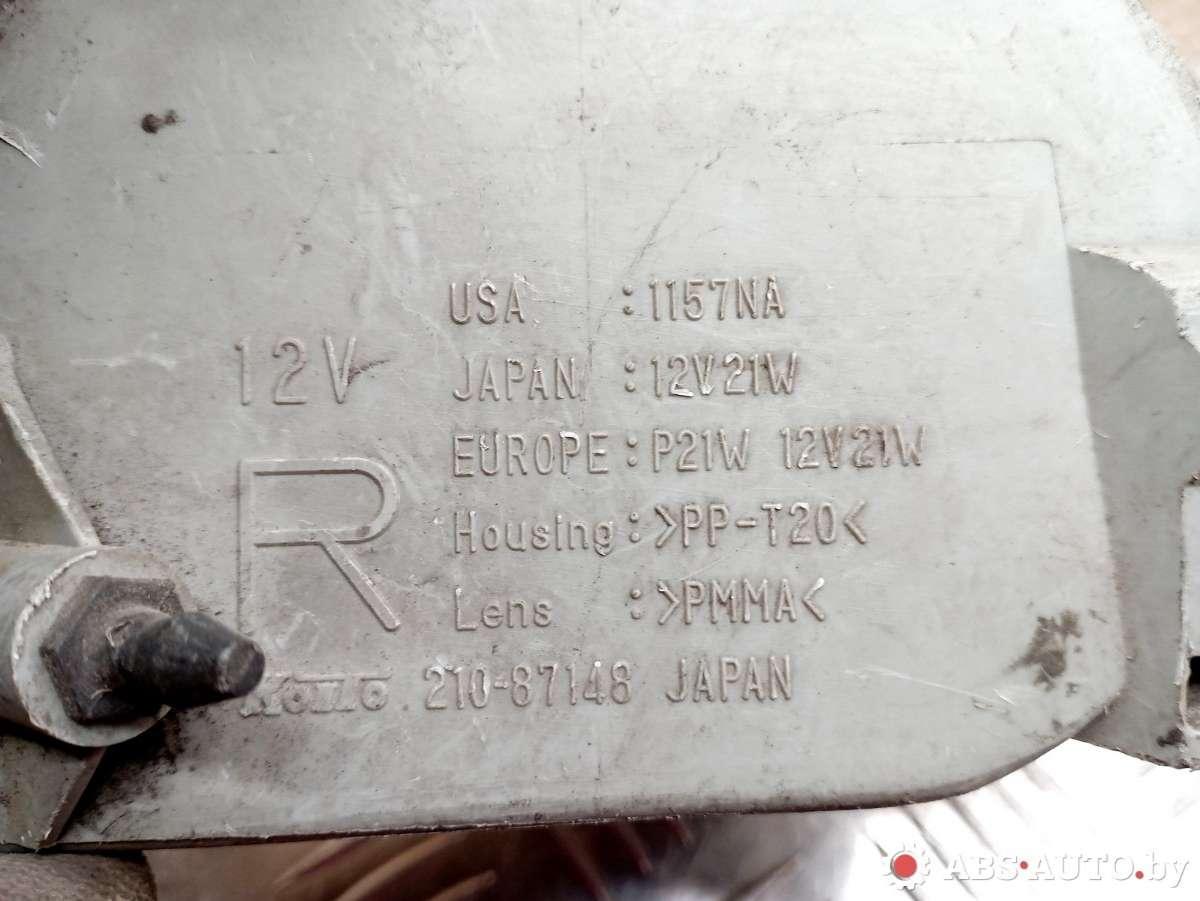 USA :1157NA
12V
JAPAN :12V21W
EUROPE:P21W 12V21W
R
Housing:>PP-T20<
Lens :>PMMA<
KOITO 210-87148 JAPAN
ABS-AUTO.by